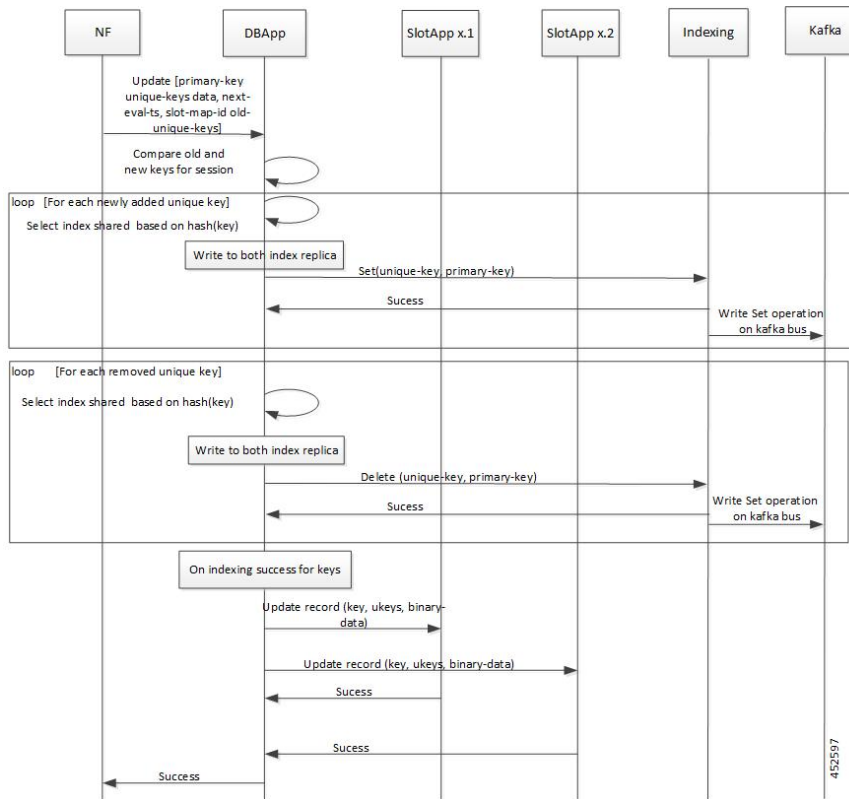 NF
DBApp
SlotApp x.1
SlotApp x.2
Indexing
Kafka
Update [primary-key
unique-keys data, next-
eval-ts, slot-map-id old-
unique-keys]
Compare old and
new keys for session
loop [For each newly added unique key]
Select index shared based on hash(key)
Write to both index replica
Set(unique-key, primary-key)
Sucess
Write Set operation
on kafka bus
loop [For each removed unique key]
Select index shared based on hash(key)
Write to both index replica
Delete (unique-key, primary-key)
Sucess
Write Set operation
on kafka bus
On indexing success for keys
Update record (key, ukeys, binary-
data)
Update record (key, ukeys, binary-data)
Sucess
Sucess
Success
452597